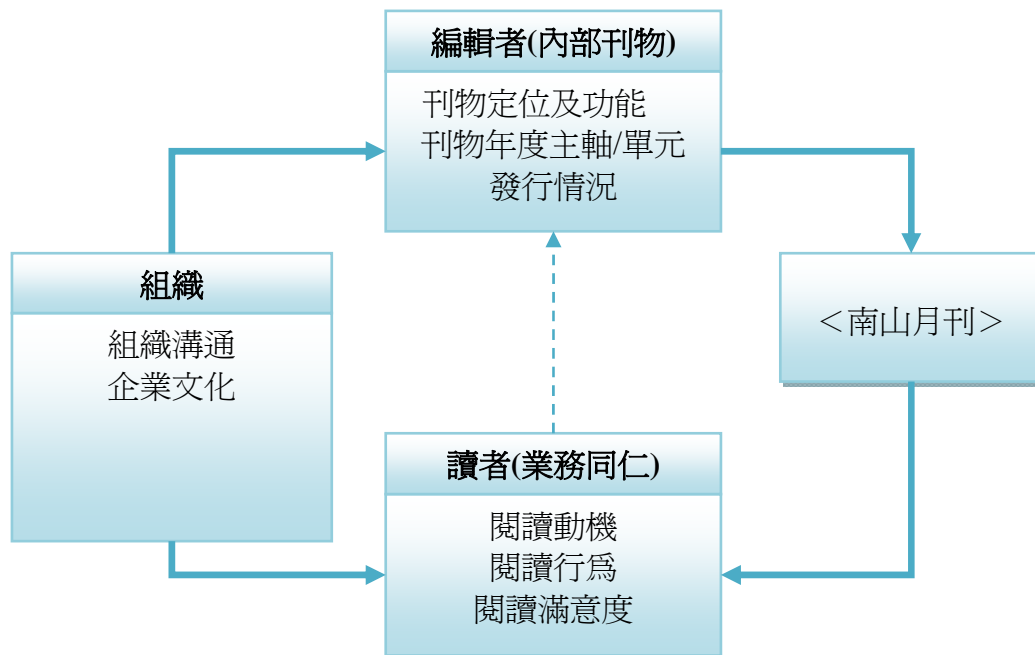 編輯者(內部刊物)
刊物定位及功能
刊物年度主軸/單元
發行情況
組織
組織溝通
企業文化
＜南山月刊＞
讀者(業務同仁)
閱讀動機
閱讀行為
閱讀滿意度